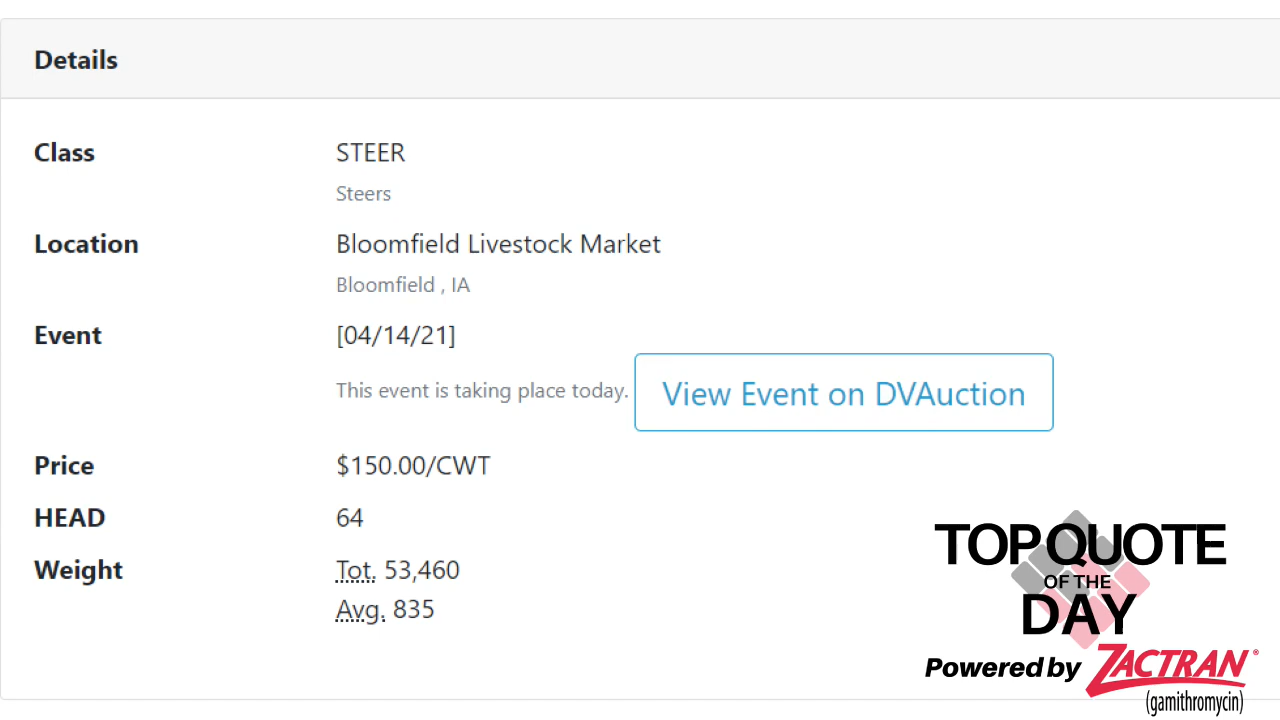 Details
Class STEER
Steers
Location Bloomfield Livestock Market
Bloomfield , IA
Event [04/14/21]
This event is taking place today. View Event on DVAuction
Price $150.00/CWT
HEAD 64
Weight Tot. 53,460
Avg. 835
TOP QUOTE
OF THE
DAY
Powered by ZACTRAN®
(gamithromycin)